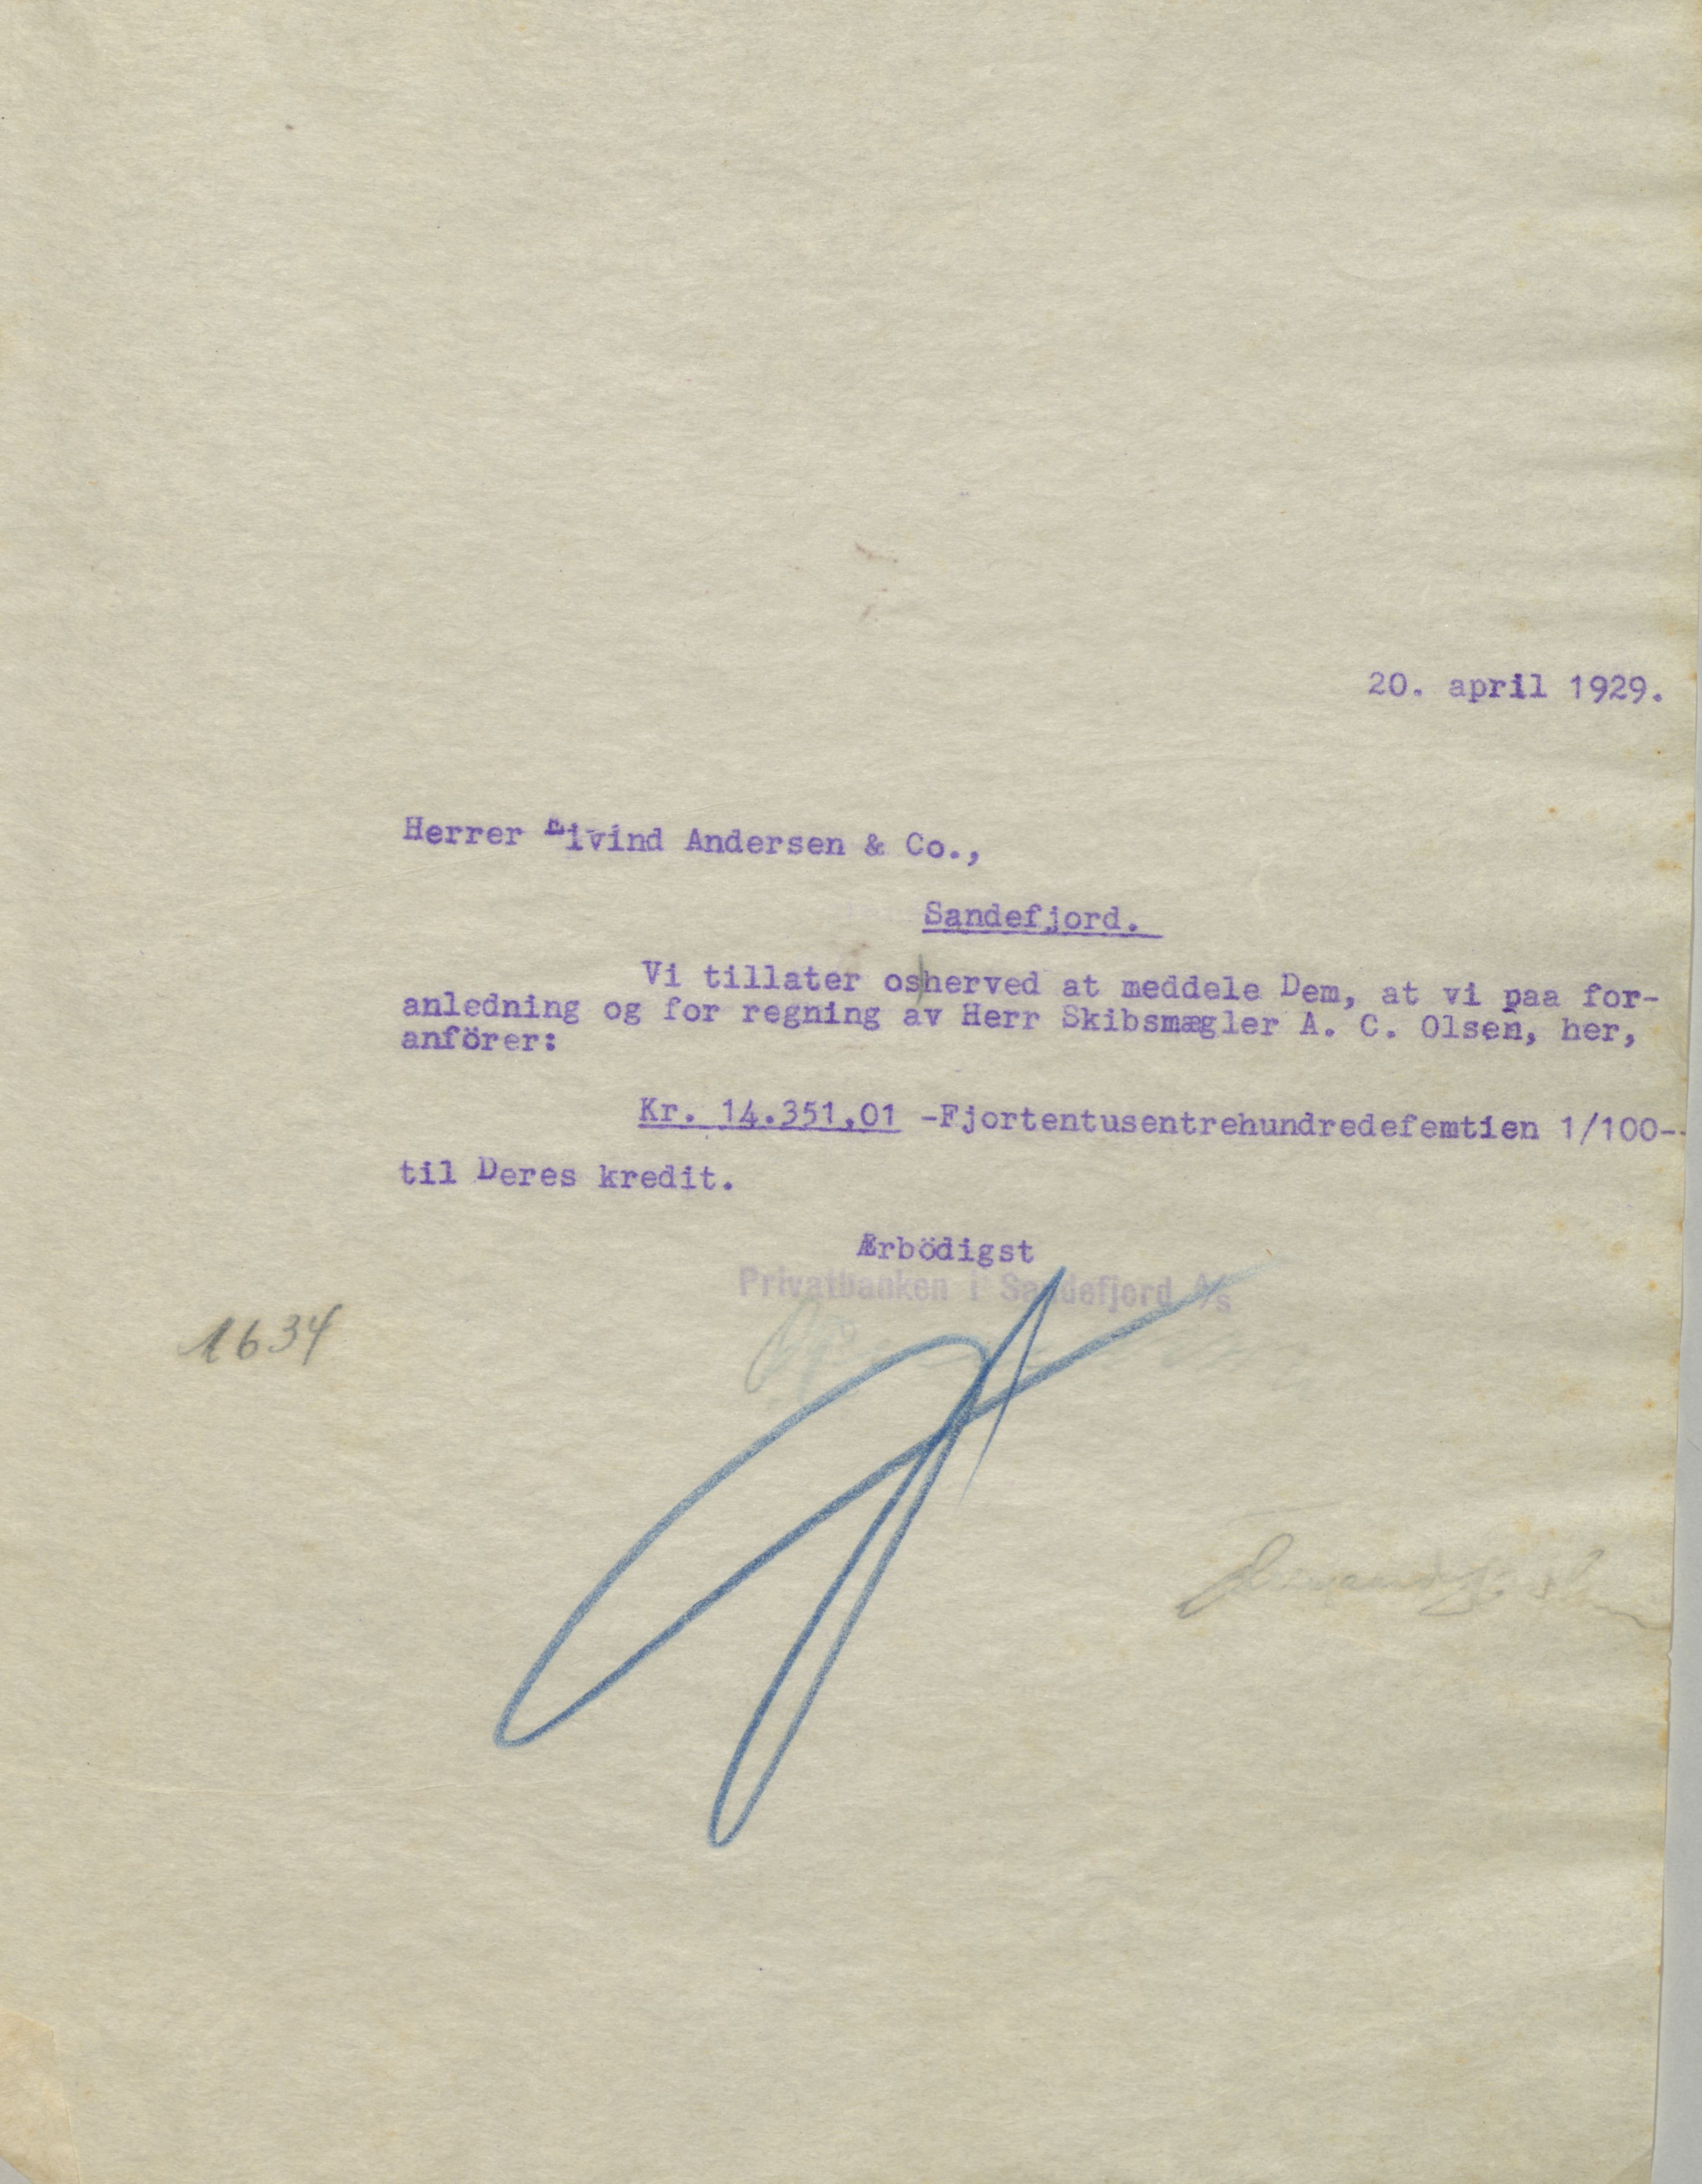 20. april 1929.
Herrer Eivind Andersen & Co.,
Sandefjord.
Vi tillater osherved at meddele Dem, at vi paa for-
anledning og for regning av Herr Skibsmægler A. C. Olsen, her,
anförer:
Kr. 14.351,01 -Fjortentusentrehundredefemtien 1/100-
til Deres kredit.
Ærbödigst
Privatbanken i Sandefjord A/S
1634